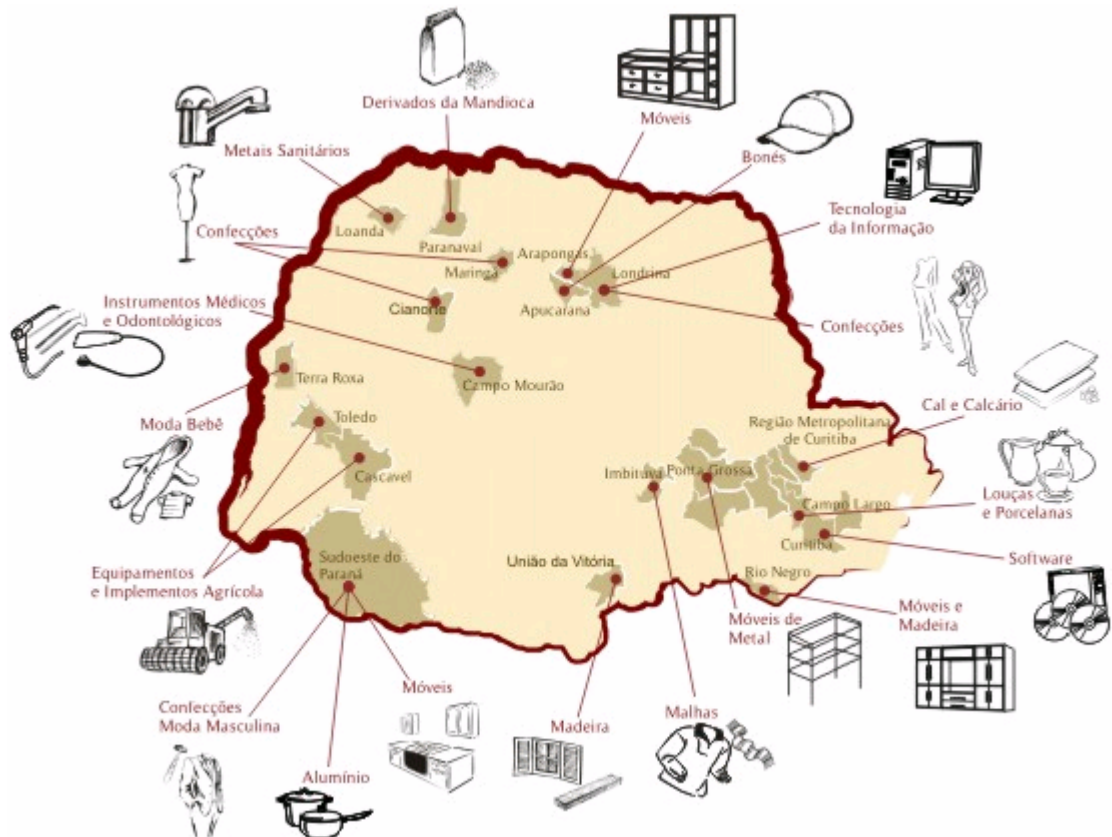 Derivados da Mandioca
Móveis
Metais Sanitários
Bonés
Tecnologia
da Informação
Loanda
Paranavaí
Confecções
Arapongas
Maringá
Londrina
Cianorte
Apucarana
Instrumentos Médicos
e Odontológicos
Confecções
Terra Roxa
Campo Mourão
Cal e Calcário
Moda Bebê
Toledo
Região Metropolitana
de Curitiba
Cascavel
Imbituva
Ponta Grossa
Campo Largo
Louças
e Porcelanas
Curitiba
Sudoeste do
Paraná
União da Vitória
Software
Equipamentos
e Implementos Agrícola
Rio Negro
Móveis de
Metal
Móveis e
Madeira
Móveis
Confecções
Moda Masculina
Madeira
Malhas
Alumínio